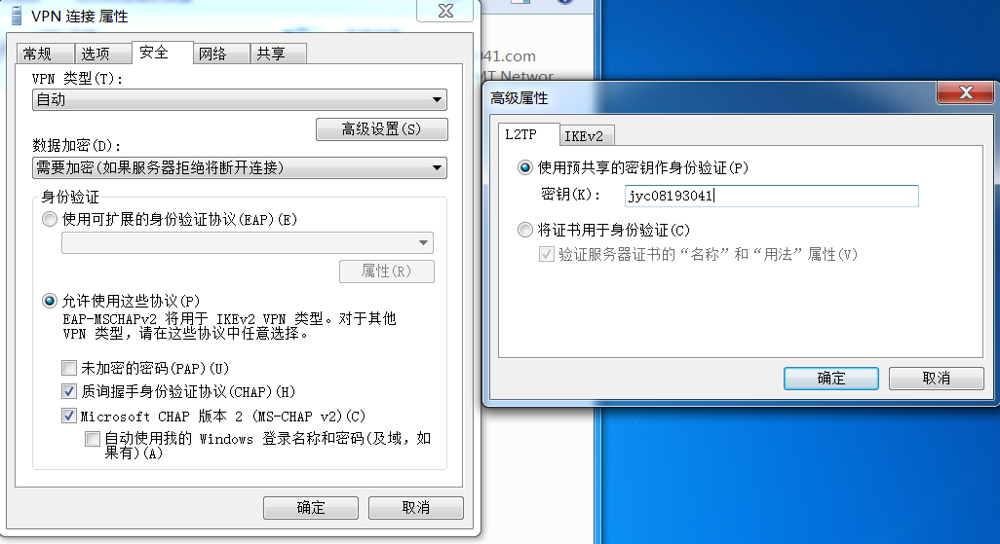 VPN 连接 属性
常规
选项
安全
网络
共享
VPN 类型(T):
自动
高级设置(S)
数据加密(D):
需要加密(如果服务器拒绝将断开连接)
身份验证
使用可扩展的身份验证协议(EAP)(E)
属性(R)
允许使用这些协议(P)
EAP-MSCHAPv2 将用于 IKEv2 VPN 类型。对于其他
VPN 类型,请在这些协议中任意选择。
未加密的密码(PAP)(U)
质询握手身份验证协议(CHAP)(H)
Microsoft CHAP 版本 2 (MS-CHAP v2)(C)
自动使用我的 Windows 登录名称和密码(及域,如
果有)(A)
确定
取消
041.com
MT Networ
高级属性
L2TP
IKEv2
使用预共享的密钥作身份验证(P)
密钥(K):
jyc08193041
将证书用于身份验证(C)
验证服务器证书的“名称”和“用法”属性(V)
确定
取消